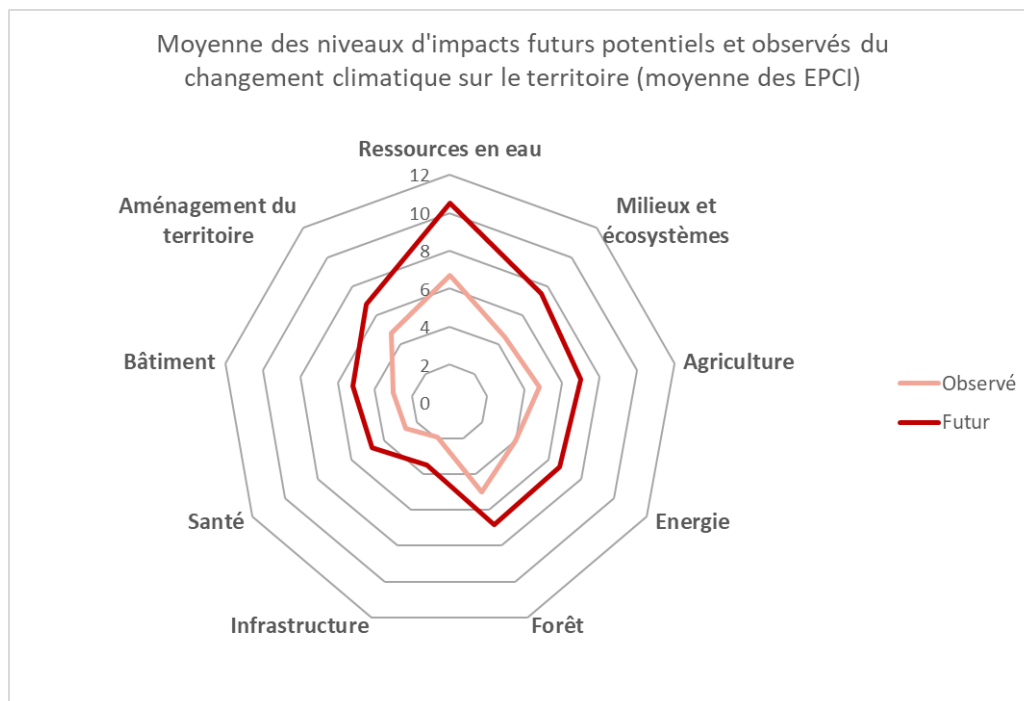 Moyenne des niveaux d'impacts futurs potentiels et observés du
changement climatique sur le territoire (moyenne des EPCI)
Ressources en eau
12
10
8
6
4
2
0
Milieux et
écosystèmes
Agriculture
Energie
Forêt
Infrastructure
Santé
Bâtiment
Aménagement du
territoire
Observé
Futur